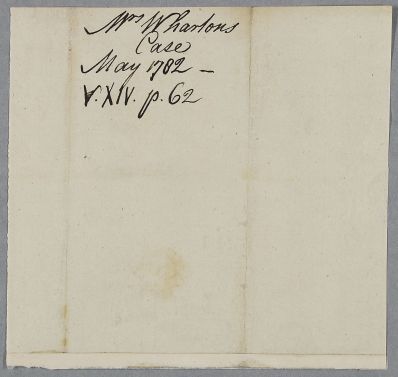 Mrs Whartons
Case
May 1782 –
V. XIV. p. 62